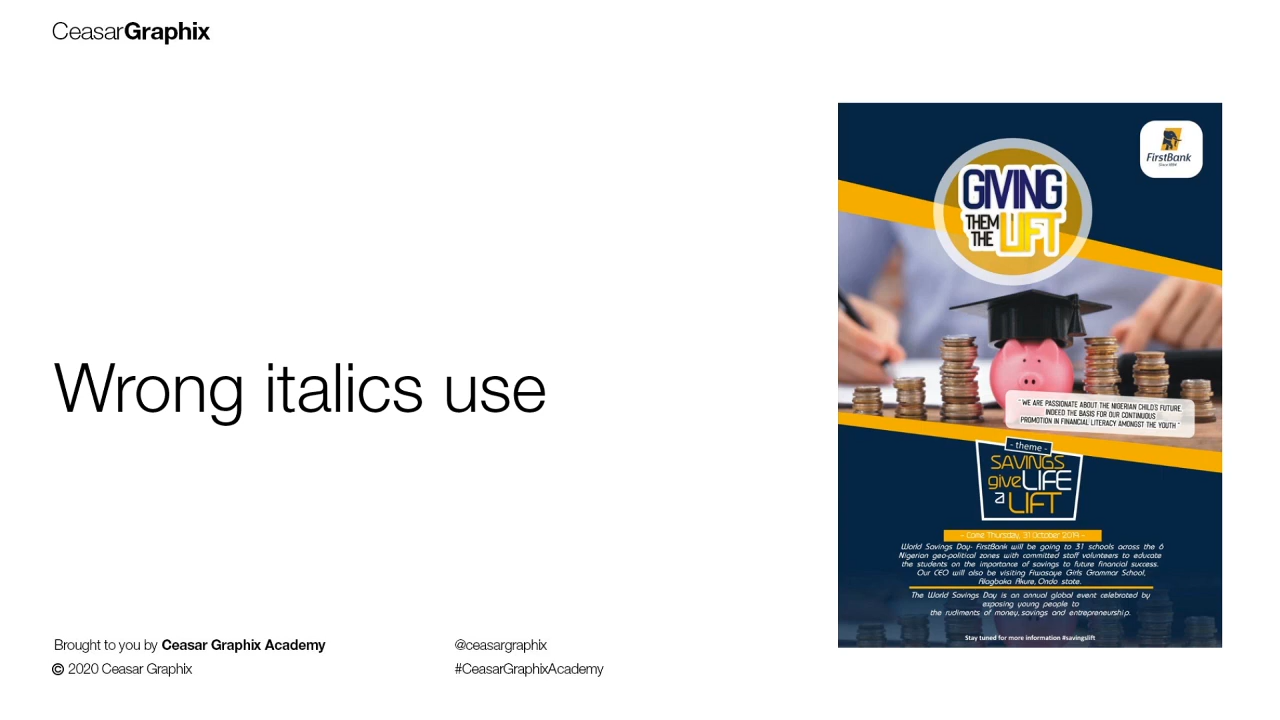 CeasarGraphix
Wrong italics use
FirstBank
Since 1894
GIVING
THEM
THE
LIFT
" WE ARE PASSIONATE ABOUT THE NIGERIAN CHILD'S FUTURE
INDEED THE BASIS FOR OUR CONTINUOUS
PROMOTION IN FINANCIAL LITERACY AMONGST THE YOUTH "
- theme -
SAVINGS
give LIFE
a LIFT
- Come Thursday, 31 October 2019 -
World Savings Day- FirstBank will be going to 31 schools across the 6
Nigerian geo-political zones with committed staff volunteers to educate
the students on the importance of savings to future financial success.
Our CEO will also be visiting Fiwasaye Girls Grammar School,
Alagbaka Akure, Ondo state.
The World Savings Day is an annual global event celebrated by
exposing young people to
the rudiments of money, savings and entrepreneurship.
Stay tuned for more information #savingslift
Brought to you by Ceasar Graphix Academy
© 2020 Ceasar Graphix
@ceasargraphix
#CeasarGraphixAcademy